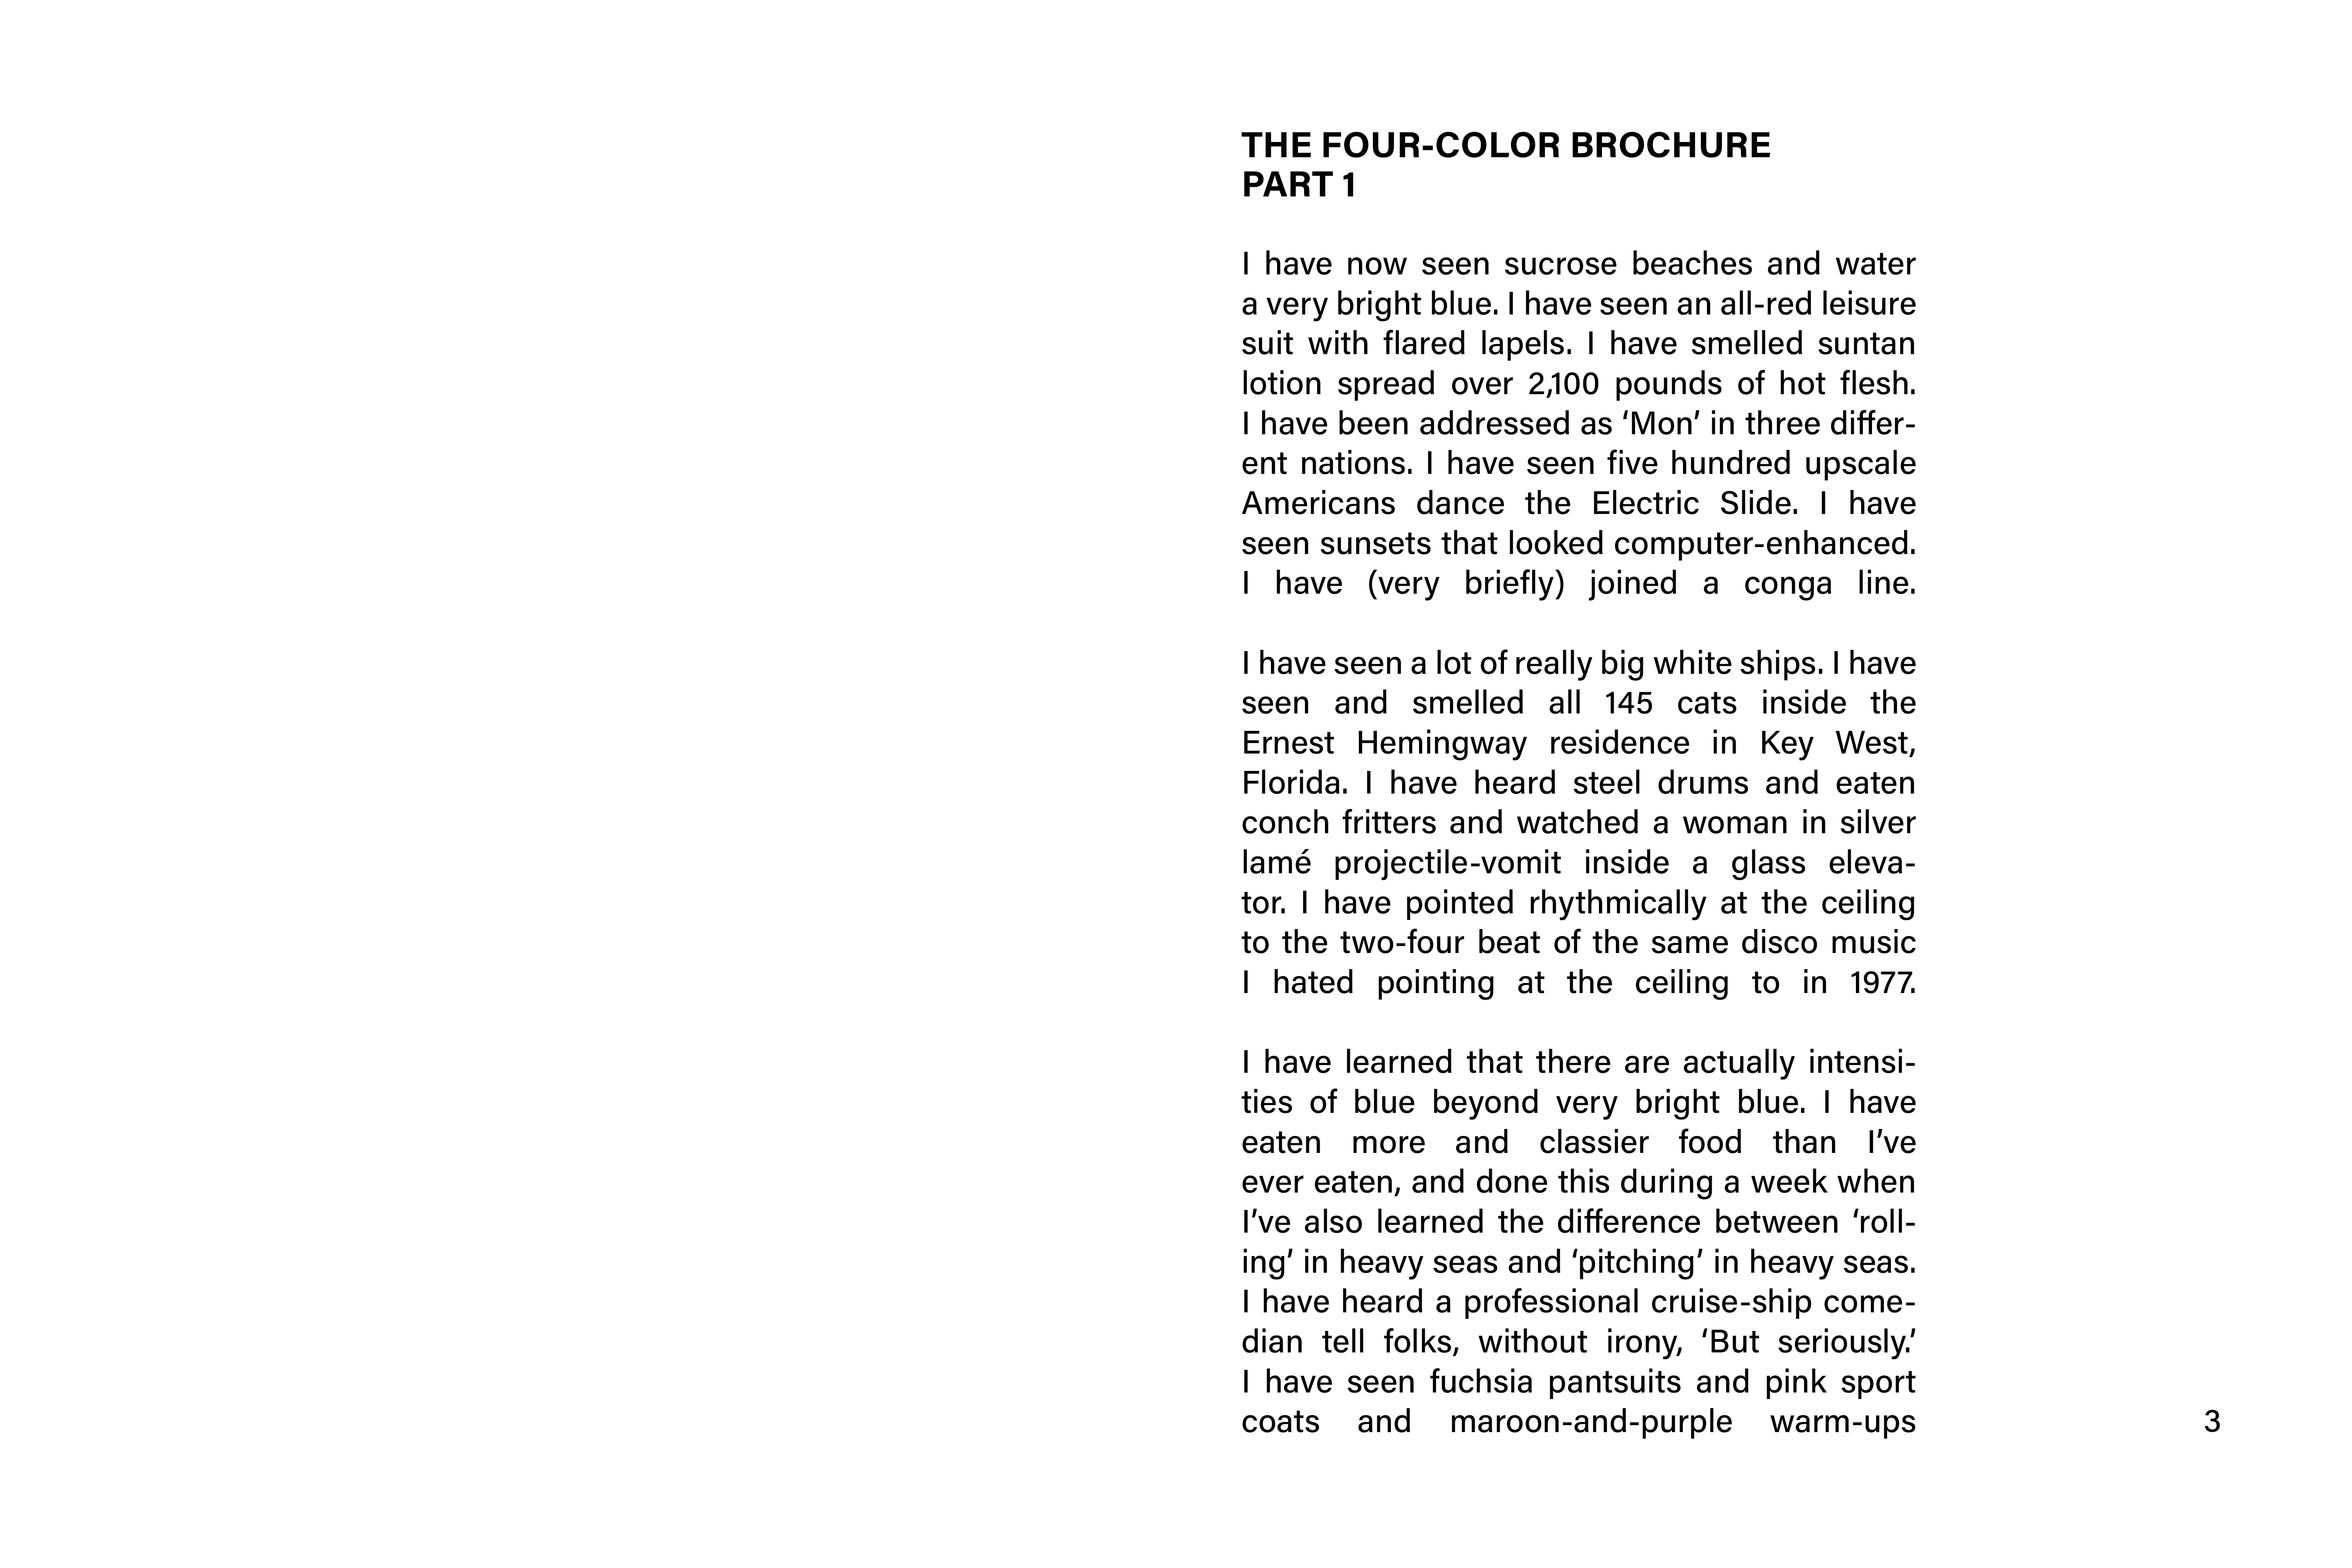 THE FOUR-COLOR BROCHURE
PART 1
I have now seen sucrose beaches and water
a very bright blue. I have seen an all-red leisure
suit with flared lapels. I have smelled suntan
lotion spread over 2,100 pounds of hot flesh.
I have been addressed as ‘Mon’ in three differ-
ent nations. I have seen five hundred upscale
Americans dance the Electric Slide. I have
seen sunsets that looked computer-enhanced.
I have (very briefly) joined a conga line.
I have seen a lot of really big white ships. I have
seen and smelled all 145 cats inside the
Ernest Hemingway residence in Key West,
Florida. I have heard steel drums and eaten
conch fritters and watched a woman in silver
lamé projectile-vomit inside a glass eleva-
tor. I have pointed rhythmically at the ceiling
to the two-four beat of the same disco music
I hated pointing at the ceiling to in 1977.
I have learned that there are actually intensi-
ties of blue beyond very bright blue. I have
eaten more and classier food than I’ve
ever eaten, and done this during a week when
I’ve also learned the difference between ‘roll-
ing’ in heavy seas and ‘pitching’ in heavy seas.
I have heard a professional cruise-ship come-
dian tell folks, without irony, ‘But seriously.’
I have seen fuchsia pantsuits and pink sport
coats and maroon-and-purple warm-ups
3